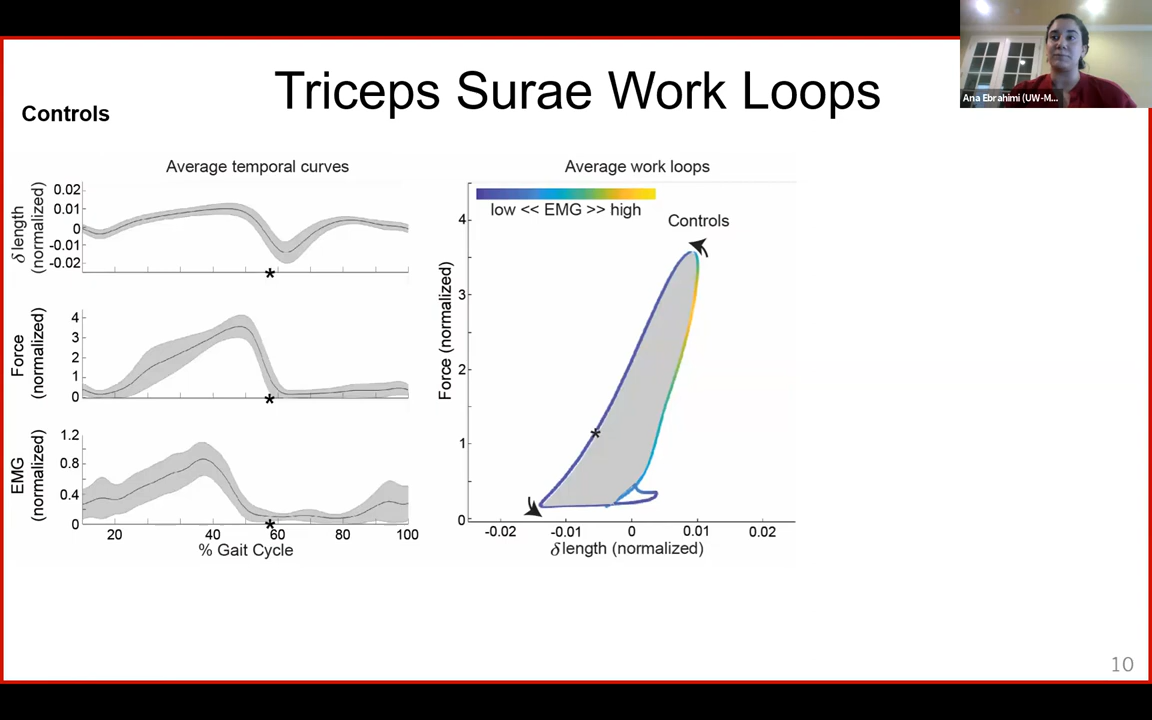 Triceps Surae Work Loops
Controls
Ana Ebrahimi (UW-M...
Average temporal curves
δ length
(normalized)
0.02
0.01
0
-0.01
-0.02
*
Force
(normalized)
4
3
2
1
0
*
EMG
(normalized)
1.2
0.8
0.4
0
*
20 40 60 80 100
% Gait Cycle
Average work loops
low << EMG >> high
Controls
Force (normalized)
4
3
2
1
0
*
-0.02 -0.01 0 0.01 0.02
δ length (normalized)
10